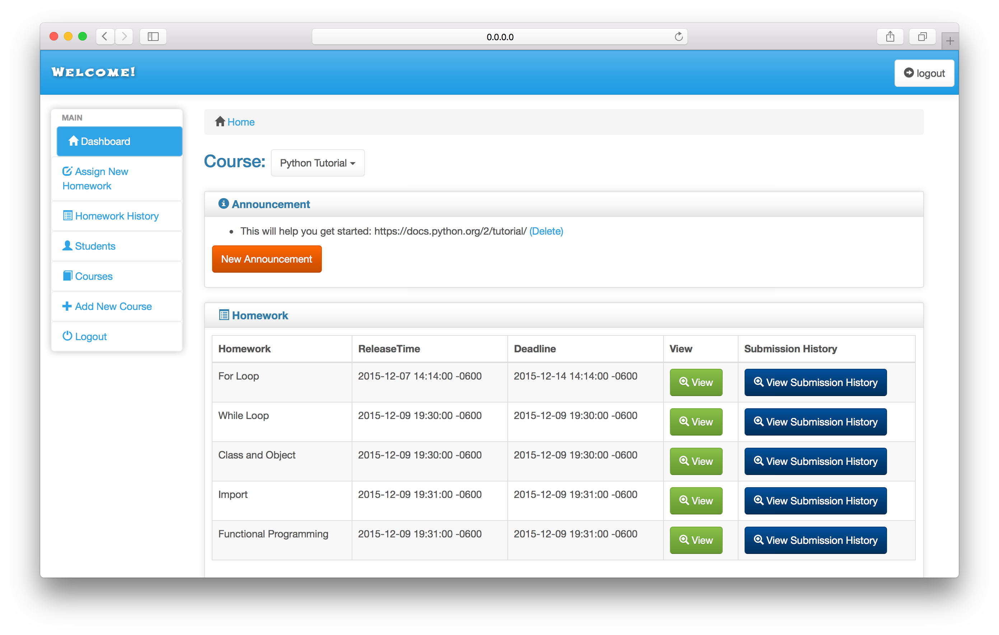 0.0.0.0
Welcome!
logout
MAIN
Dashboard
Assign New
Homework
Homework History
Students
Courses
Add New Course
Logout
Home
Course: Python Tutorial
Announcement
• This will help you get started: https://docs.python.org/2/tutorial/ (Delete)
New Announcement
Homework
Homework ReleaseTime Deadline View Submission History
For Loop 2015-12-07 14:14:00 -0600 2015-12-14 14:14:00 -0600 View View Submission History
While Loop 2015-12-09 19:30:00 -0600 2015-12-09 19:30:00 -0600 View View Submission History
Class and Object 2015-12-09 19:30:00 -0600 2015-12-09 19:30:00 -0600 View View Submission History
Import 2015-12-09 19:31:00 -0600 2015-12-09 19:31:00 -0600 View View Submission History
Functional Programming 2015-12-09 19:31:00 -0600 2015-12-09 19:31:00 -0600 View View Submission History